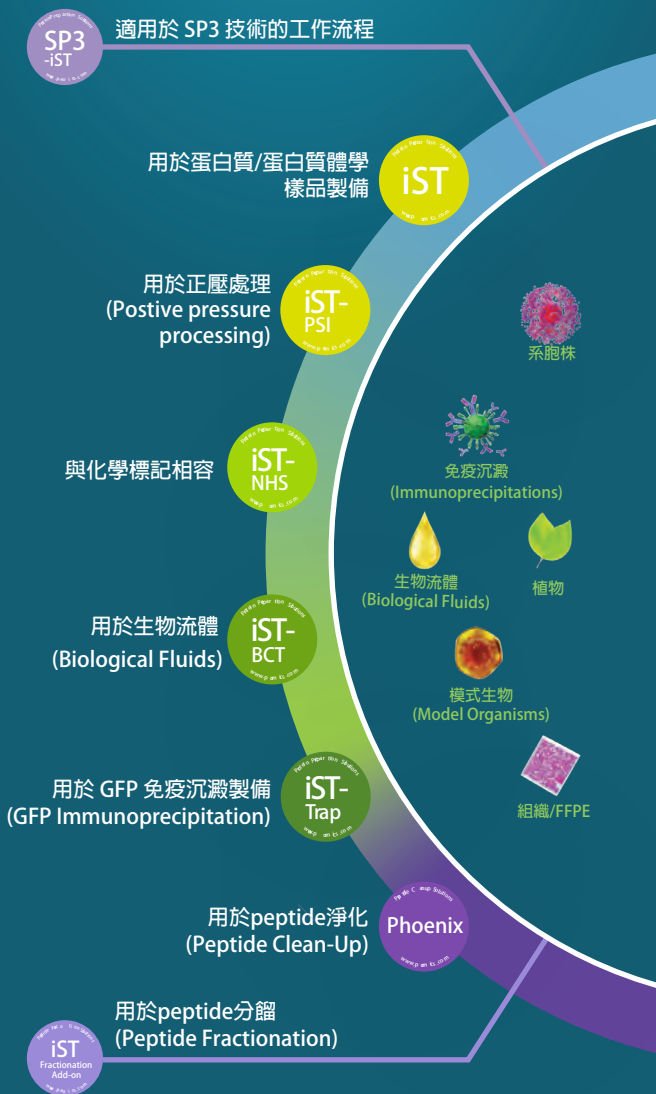 SP3
-iST
適用於 SP3 技術的工作流程
用於蛋白質/蛋白質體學
樣品製備
iST
用於正壓處理
(Postive pressure
processing)
iST-
PSI
系胞株
與化學標記相容
iST-
NHS
免疫沉澱
(Immunoprecipitations)
生物流體
(Biological Fluids)
植物
用於生物流體
(Biological Fluids)
iST-
BCT
模式生物
(Model Organisms)
用於 GFP 免疫沉澱製備
(GFP Immunoprecipitation)
iST-
Trap
組織/FFPE
用於peptide淨化
(Peptide Clean-Up)
Phoenix
用於peptide分餾
(Peptide Fractionation)
iST
Fractionation
Add-on